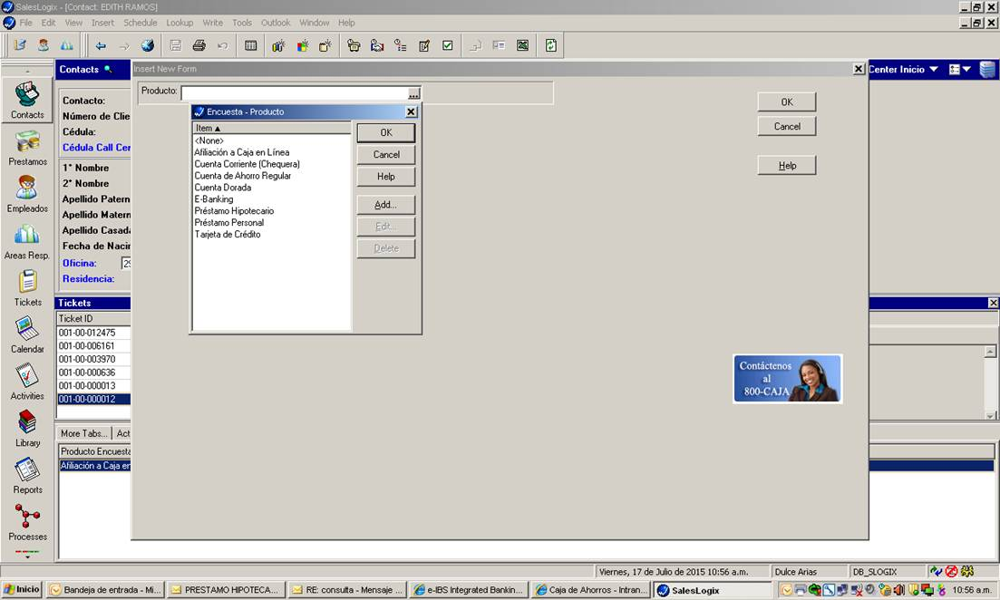 SalesLogix - [Contact: EDITH RAMOS]
File Edit View Insert Schedule Lookup Write Tools Outlook Window Help
Contacts
Insert New Form
Center Inicio
Producto:
OK
Cancel
Help
Encuesta - Producto
Item
<None>
Afiliación a Caja en Línea
Cuenta Corriente (Chequera)
Cuenta de Ahorro Regular
Cuenta Dorada
E-Banking
Préstamo Hipotecario
Préstamo Personal
Tarjeta de Crédito
OK
Cancel
Help
Add...
Edit...
Delete
Contacts
Prestamos
Empleados
Areas Resp.
Tickets
Calendar
Activities
Library
Reports
Processes
Contacto:
Número de Clie
Cédula:
Cédula Call Cer
1° Nombre
2° Nombre
Apellido Patern
Apellido Matern
Apellido Casada
Fecha de Nacir
Oficina: 29
Residencia:
Tickets
Ticket ID
001-00-012475
001-00-006161
001-00-003970
001-00-000636
001-00-000013
001-00-000012
More Tabs... Act
Producto Encuesta
Afiliación a Caja en
Contáctenos
al
800-CAJA
Viernes, 17 de Julio de 2015 10:56 a.m. Dulce Arias DB_SLOGIX
Inicio Bandeja de entrada - Mi... PRESTAMO HIPOTECA... RE: consulta - Mensaje ... e-IBS Integrated Bankin... Caja de Ahorros - Intran... SalesLogix 10:56 a.m.